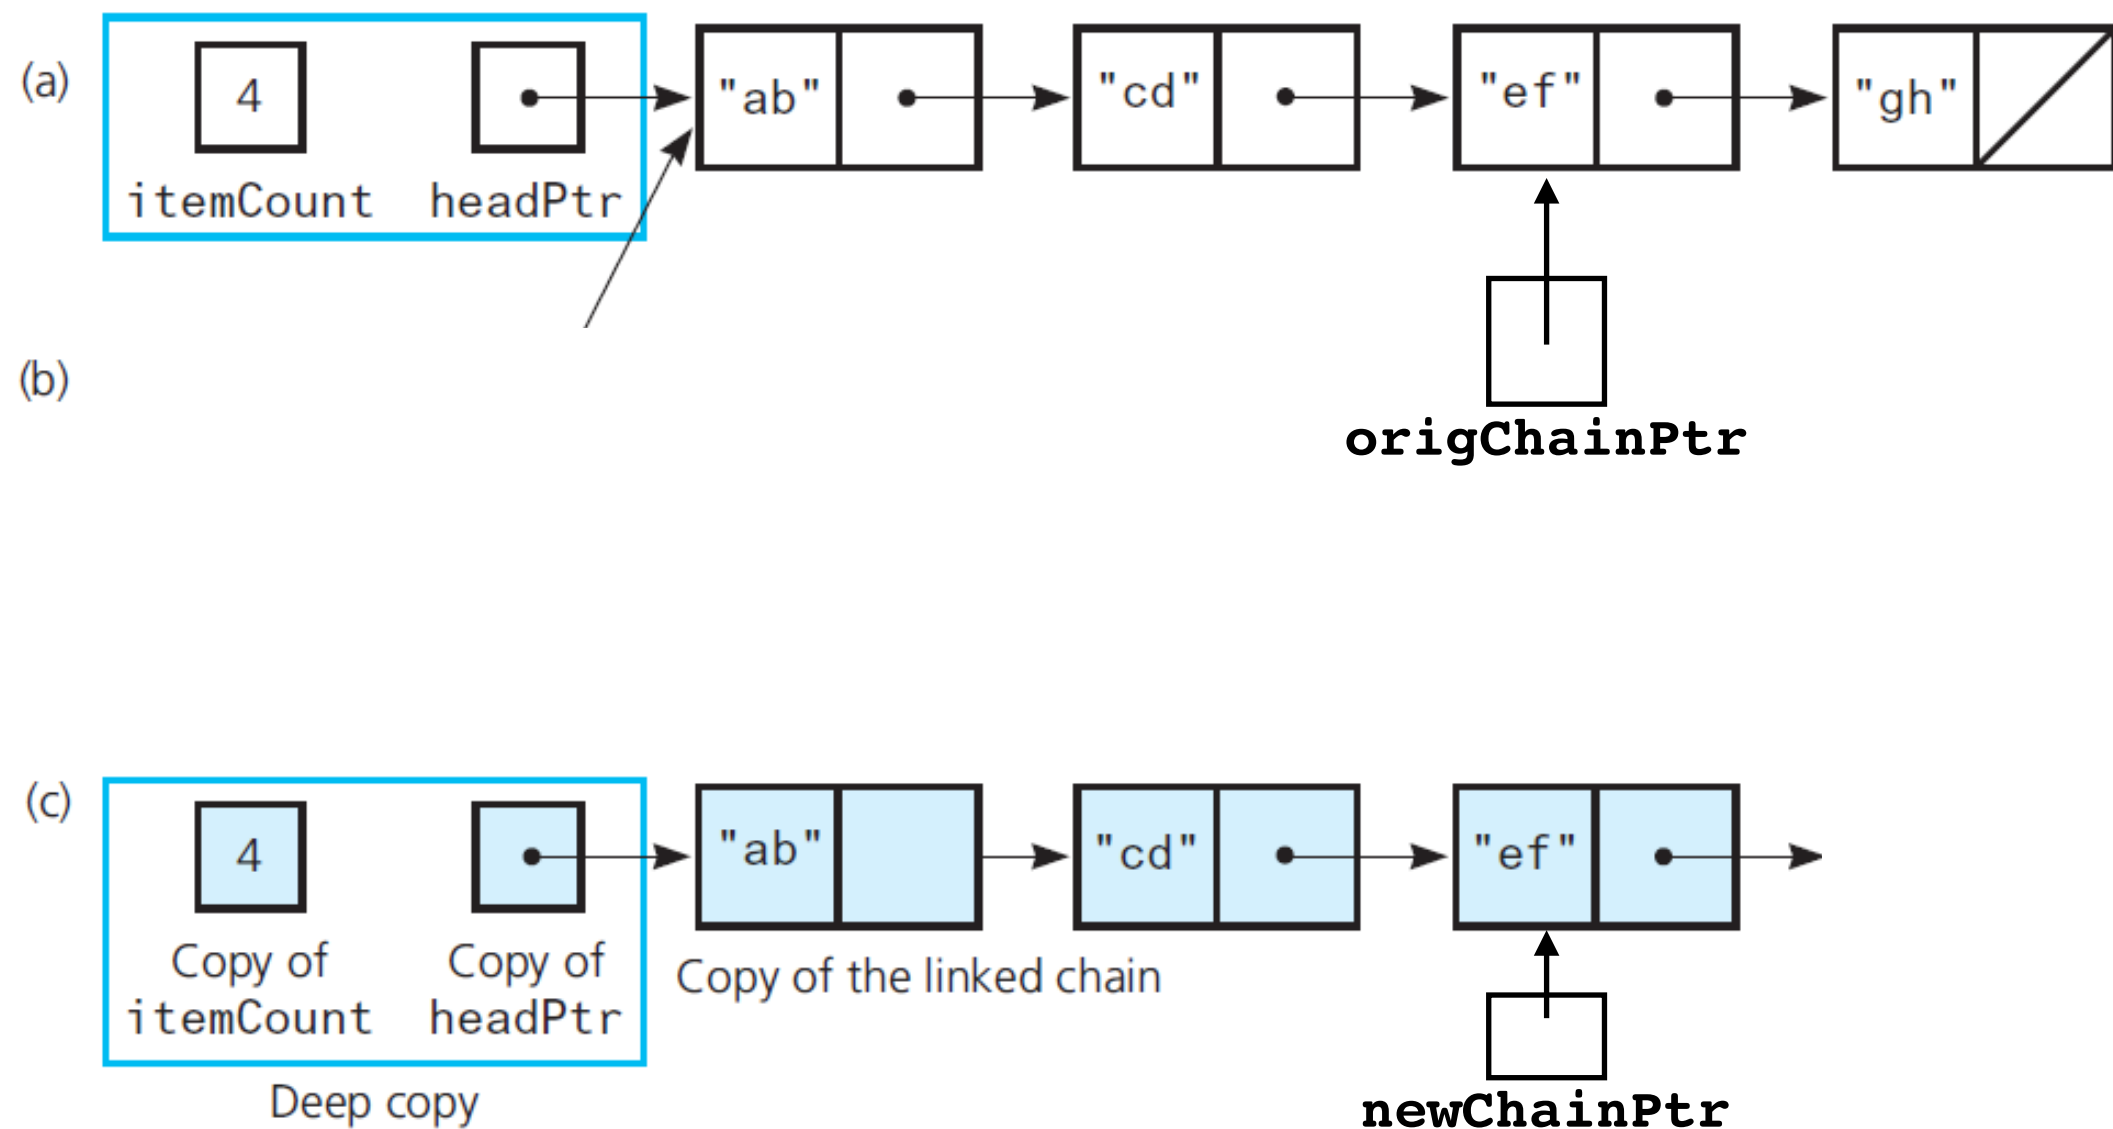 (a)
4
"ab"
"cd"
"ef"
"gh"
itemCount
headPtr
(b)
origChainPtr
(c)
4
"ab"
"cd"
"ef"
Copy of
itemCount
Copy of
headPtr
Copy of the linked chain
Deep copy
newChainPtr